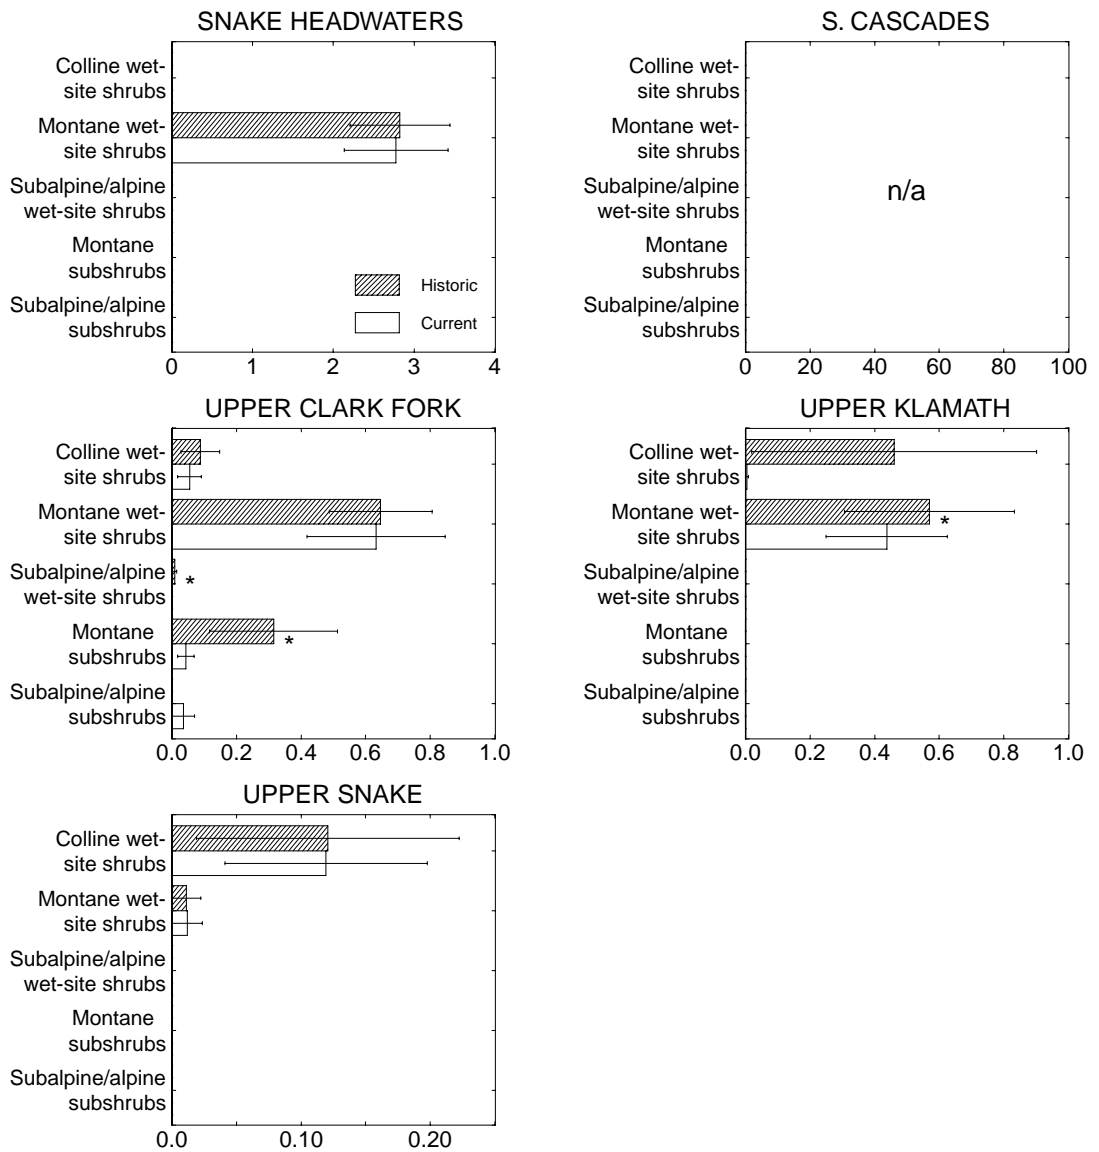 SNAKE HEADWATERS
Colline wet-
site shrubs
Montane wet-
site shrubs
Subalpine/alpine
wet-site shrubs
Montane
subshrubs
Subalpine/alpine
subshrubs
Historic
Current
0 1 2 3 4
S. CASCADES
Colline wet-
site shrubs
Montane wet-
site shrubs
Subalpine/alpine
wet-site shrubs
Montane
subshrubs
Subalpine/alpine
subshrubs
n/a
0 20 40 60 80 100
UPPER CLARK FORK
Colline wet-
site shrubs
Montane wet-
site shrubs
Subalpine/alpine
wet-site shrubs
*
Montane
subshrubs
*
Subalpine/alpine
subshrubs
0.0 0.2 0.4 0.6 0.8 1.0
UPPER KLAMATH
Colline wet-
site shrubs
Montane wet-
site shrubs
*
Subalpine/alpine
wet-site shrubs
Montane
subshrubs
Subalpine/alpine
subshrubs
0.0 0.2 0.4 0.6 0.8 1.0
UPPER SNAKE
Colline wet-
site shrubs
Montane wet-
site shrubs
Subalpine/alpine
wet-site shrubs
Montane
subshrubs
Subalpine/alpine
subshrubs
0.0 0.10 0.20